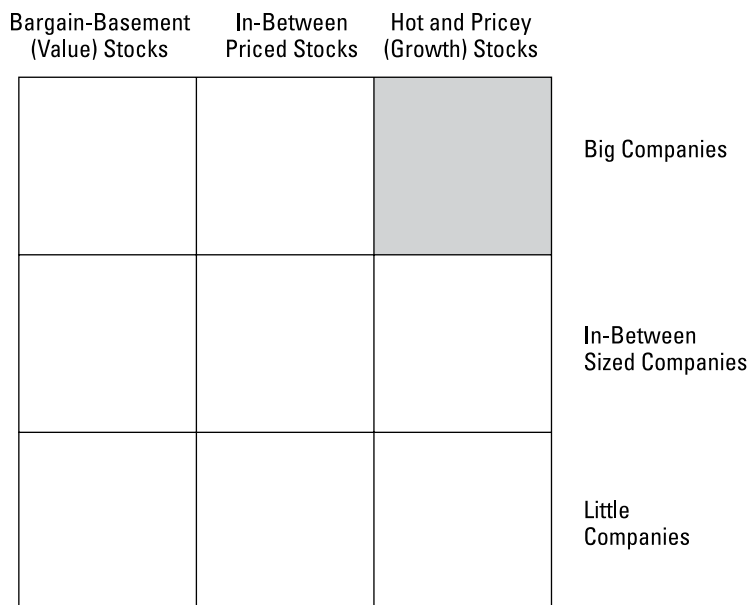 Bargain-Basement
(Value) Stocks
In-Between
Priced Stocks
Hot and Pricey
(Growth) Stocks
Big Companies
In-Between
Sized Companies
Little
Companies